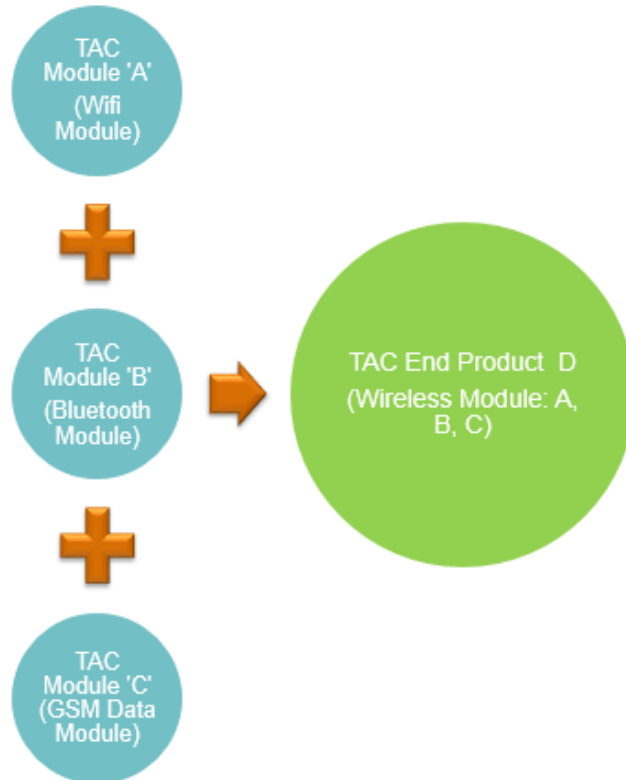 TAC
Module 'A'
(Wifi
Module)
TAC
Module 'B'
(Bluetooth
Module)
TAC
Module 'C'
(GSM Data
Module)
TAC End Product  D
(Wireless Module: A,
B, C)